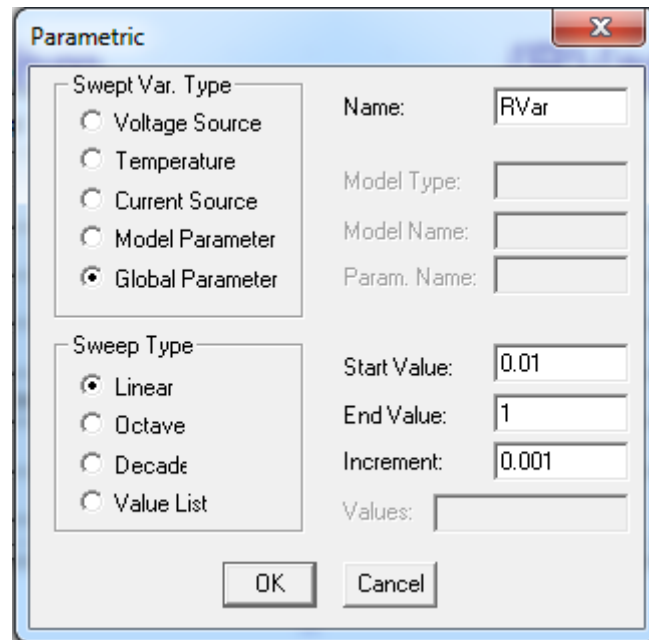 Parametric
Swept Var. Type
Voltage Source
Temperature
Current Source
Model Parameter
Global Parameter
Name: RVar
Model Type:
Model Name:
Param. Name:
Sweep Type
Linear
Octave
Decade
Value List
Start Value: 0.01
End Value: 1
Increment: 0.001
Values:
OK Cancel